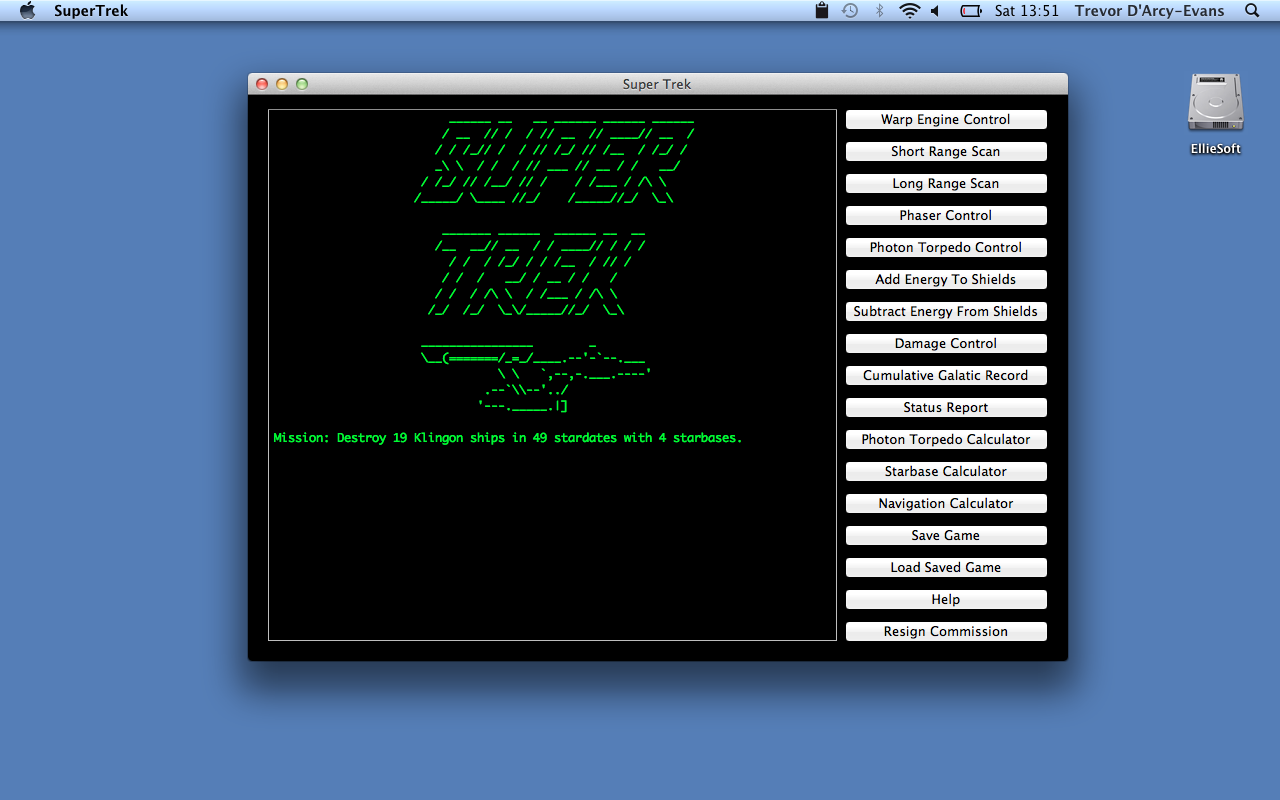 SuperTrek
Sat 13:51
Trevor D'Arcy-Evans
Super Trek
EllieSoft
SUPER
TREK
Mission: Destroy 19 Klingon ships in 49 stardates with 4 starbases.
Warp Engine Control
Short Range Scan
Long Range Scan
Phaser Control
Photon Torpedo Control
Add Energy To Shields
Subtract Energy From Shields
Damage Control
Cumulative Galatic Record
Status Report
Photon Torpedo Calculator
Starbase Calculator
Navigation Calculator
Save Game
Load Saved Game
Help
Resign Commission